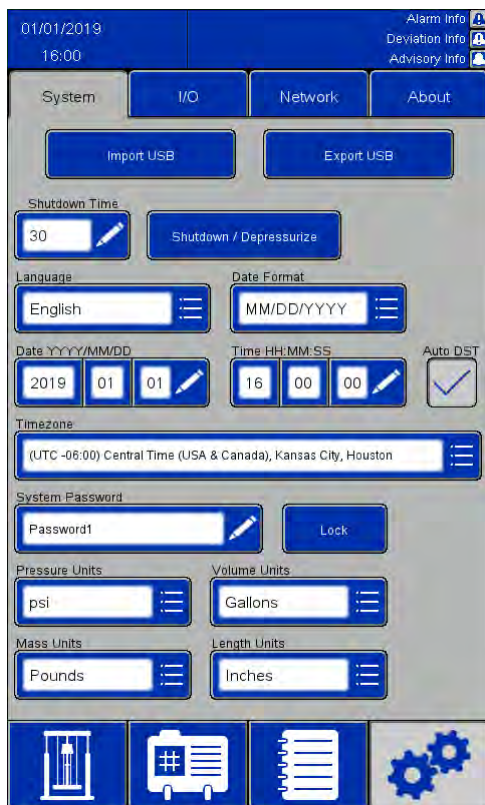 01/01/2019
16:00
Alarm Info
Deviation Info
Advisory Info
System I/O Network About
Import USB Export USB
Shutdown Time
30 Shutdown / Depressurize
Language Date Format
English MM/DD/YYYY
Date YYYY/MM/DD Time HH:MM:SS Auto DST
2019 01 01 16 00 00
Timezone
(UTC -06:00) Central Time (USA & Canada), Kansas City, Houston
System Password
Password1 Lock
Pressure Units Volume Units
psi Gallons
Mass Units Length Units
Pounds Inches
#